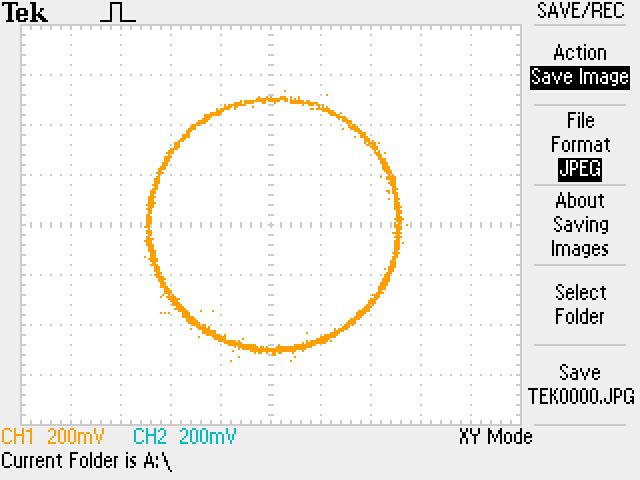 Tek
SAVE/REC
Action
Save Image
File
Format
JPEG
About
Saving
Images
Select
Folder
Save
TEK0000.JPG
CH1 200mV CH2 200mV XY Mode
Current Folder is A:\